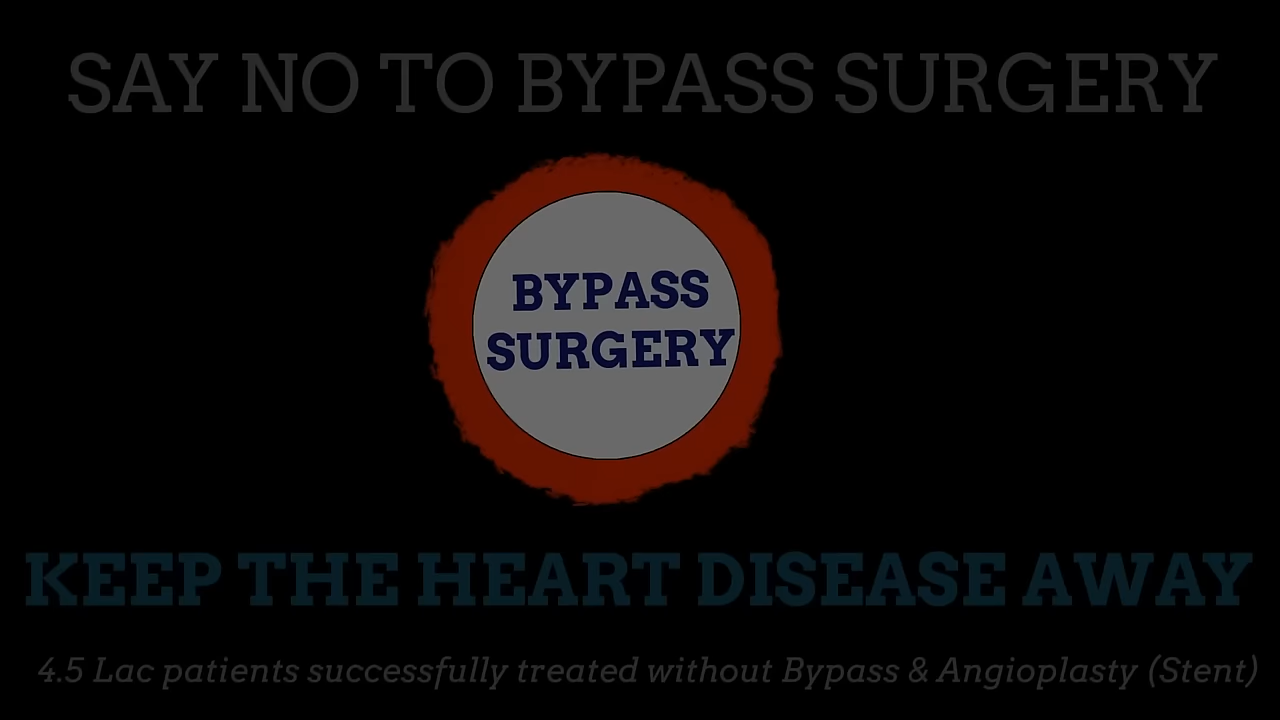 SAY NO TO BYPASS SURGERY
BYPASS
SURGERY
KEEP THE HEART DISEASE AWAY
4.5 Lac patients successfully treated without Bypass & Angioplasty (Stent)